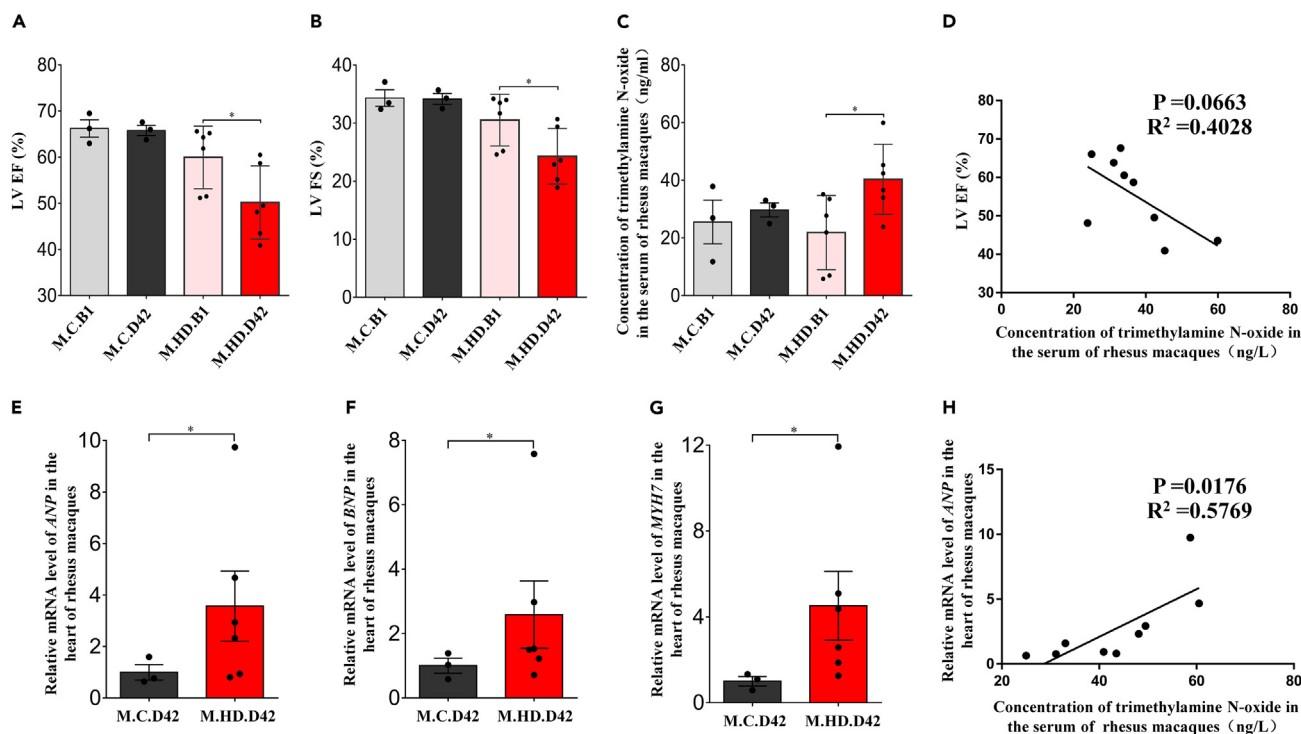 A
LV EF (%)
80
70
60
50
40
30
*
M.C.B1
M.C.D42
M.HD.B1
M.HD.D42
B
LV FS (%)
40
30
20
10
0
*
M.C.B1
M.C.D42
M.HD.B1
M.HD.D42
C
Concentration of trimethylamine N-oxide
in the serum of rhesus macaques（ng/ml）
80
60
40
20
0
*
M.C.B1
M.C.D42
M.HD.B1
M.HD.D42
D
P =0.0663
R² =0.4028
LV EF (%)
80
70
60
50
40
30
0
20
40
60
80
Concentration of trimethylamine N-oxide in
the serum of rhesus macaques（ng/L）
E
Relative mRNA level of ANP in the
heart of rhesus macaques
10
8
6
4
2
0
*
M.C.D42
M.HD.D42
F
Relative mRNA level of BNP in the
heart of rhesus macaques
8
6
4
2
0
*
M.C.D42
M.HD.D42
G
Relative mRNA level of MYH7 in the
heart of rhesus macaques
12
8
4
0
*
M.C.D42
M.HD.D42
H
P =0.0176
R² =0.5769
Relative mRNA level of ANP in the
heart of rhesus macaques
15
10
5
0
20
40
60
80
Concentration of trimethylamine N-oxide in
the serum of rhesus macaques（ng/L）